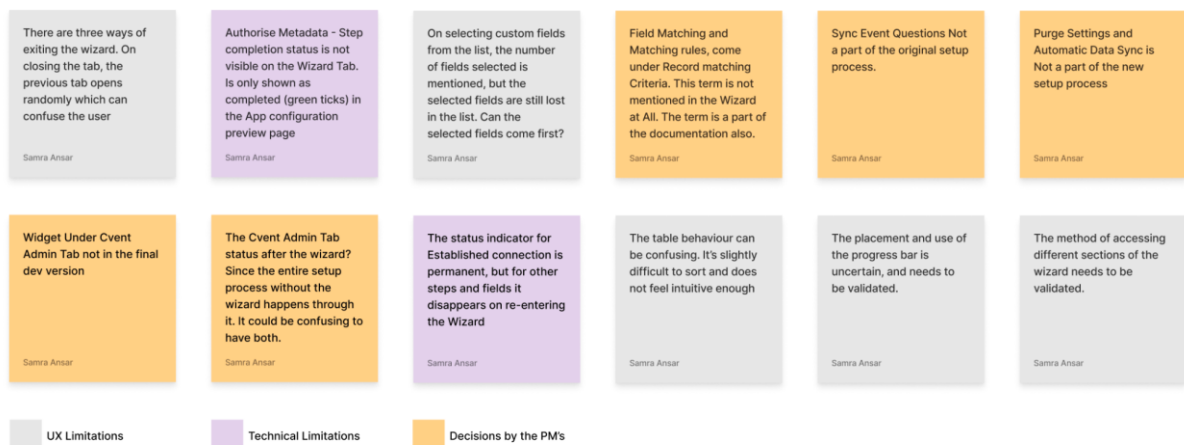 There are three ways of
exiting the wizard. On
closing the tab, the
previous tab opens
randomly which can
confuse the user
Samra Ansar
Authorise Metadata - Step
completion status is not
visible on the Wizard Tab.
Is only shown as
completed (green ticks) in
the App configuration
preview page
Samra Ansar
On selecting custom fields
from the list, the number
of fields selected is
mentioned, but the
selected fields are still lost
in the list. Can the
selected fields come first?
Samra Ansar
Field Matching and
Matching rules, come
under Record matching
Criteria. This term is not
mentioned in the Wizard
at All. The term is a part of
the documentation also.
Samra Ansar
Sync Event Questions Not
a part of the original setup
process.
Samra Ansar
Purge Settings and
Automatic Data Sync is
Not a part of the new
setup process
Samra Ansar
Widget Under Cvent
Admin Tab not in the final
dev version
Samra Ansar
The Cvent Admin Tab
status after the wizard?
Since the entire setup
process without the
wizard happens through
it. It could be confusing to
have both.
Samra Ansar
The status indicator for
Established connection is
permanent, but for other
steps and fields it
disappears on re-entering
the Wizard
Samra Ansar
The table behaviour can
be confusing. It's slightly
difficult to sort and does
not feel intuitive enough
Samra Ansar
The placement and use of
the progress bar is
uncertain, and needs to
be validated.
Samra Ansar
The method of accessing
different sections of the
wizard needs to be
validated.
Samra Ansar
UX Limitations
Technical Limitations
Decisions by the PM's